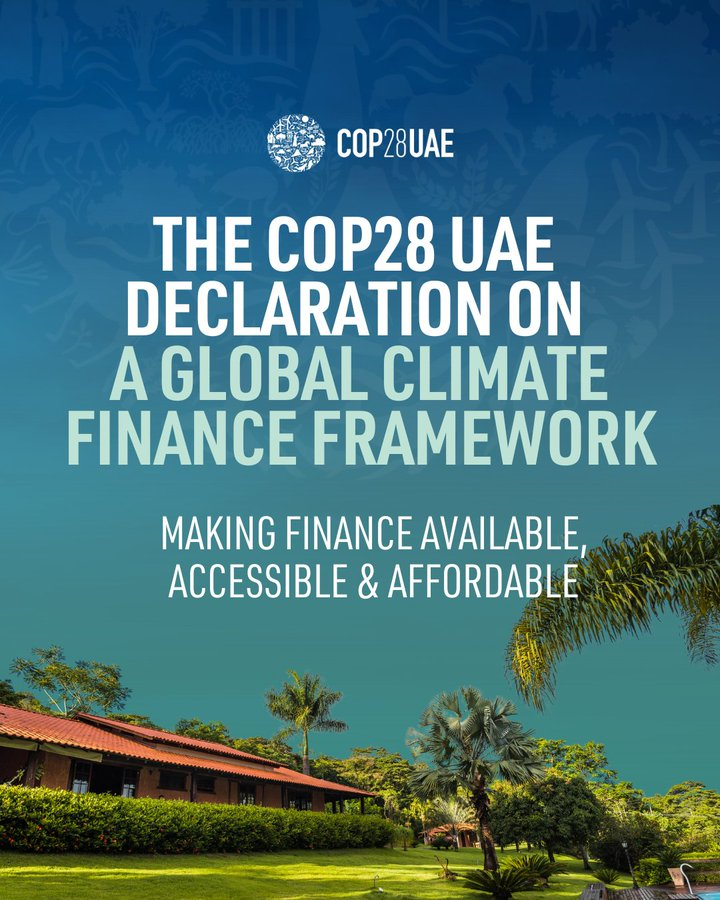 COP28UAE
THE COP28 UAE
DECLARATION ON
A GLOBAL CLIMATE
FINANCE FRAMEWORK
MAKING FINANCE AVAILABLE,
ACCESSIBLE & AFFORDABLE